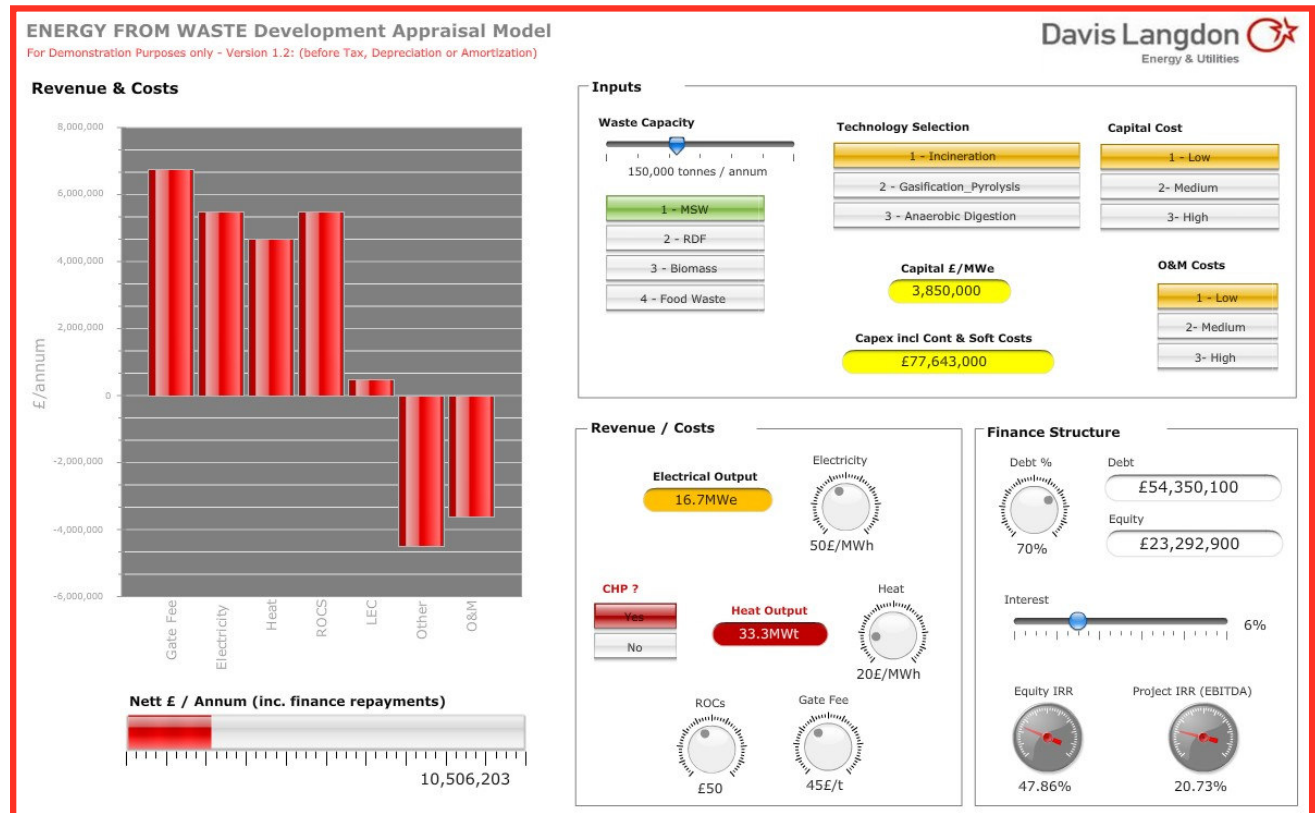 ENERGY FROM WASTE Development Appraisal Model
For Demonstration Purposes only - Version 1.2: (before Tax, Depreciation or Amortization)
Davis Langdon
Energy & Utilities
Revenue & Costs
8,000,000
6,000,000
4,000,000
2,000,000
0
-2,000,000
-4,000,000
-6,000,000
£/annum
Gate Fee
Electricity
Heat
ROCS
LEC
Other
O&M
Nett £ / Annum (inc. finance repayments)
10,506,203
Inputs
Waste Capacity
150,000 tonnes / annum
1 - MSW
2 - RDF
3 - Biomass
4 - Food Waste
Technology Selection
1 - Incineration
2 - Gasification_Pyrolysis
3 - Anaerobic Digestion
Capital Cost
1 - Low
2- Medium
3- High
Capital £/MWe
3,850,000
Capex incl Cont & Soft Costs
£77,643,000
O&M Costs
1 - Low
2- Medium
3- High
Revenue / Costs
Electrical Output
16.7MWe
Electricity
50£/MWh
CHP ?
Yes
No
Heat Output
33.3MWt
Heat
20£/MWh
ROCs
£50
Gate Fee
45£/t
Finance Structure
Debt %
70%
Debt
£54,350,100
Equity
£23,292,900
Interest
6%
Equity IRR
47.86%
Project IRR (EBITDA)
20.73%